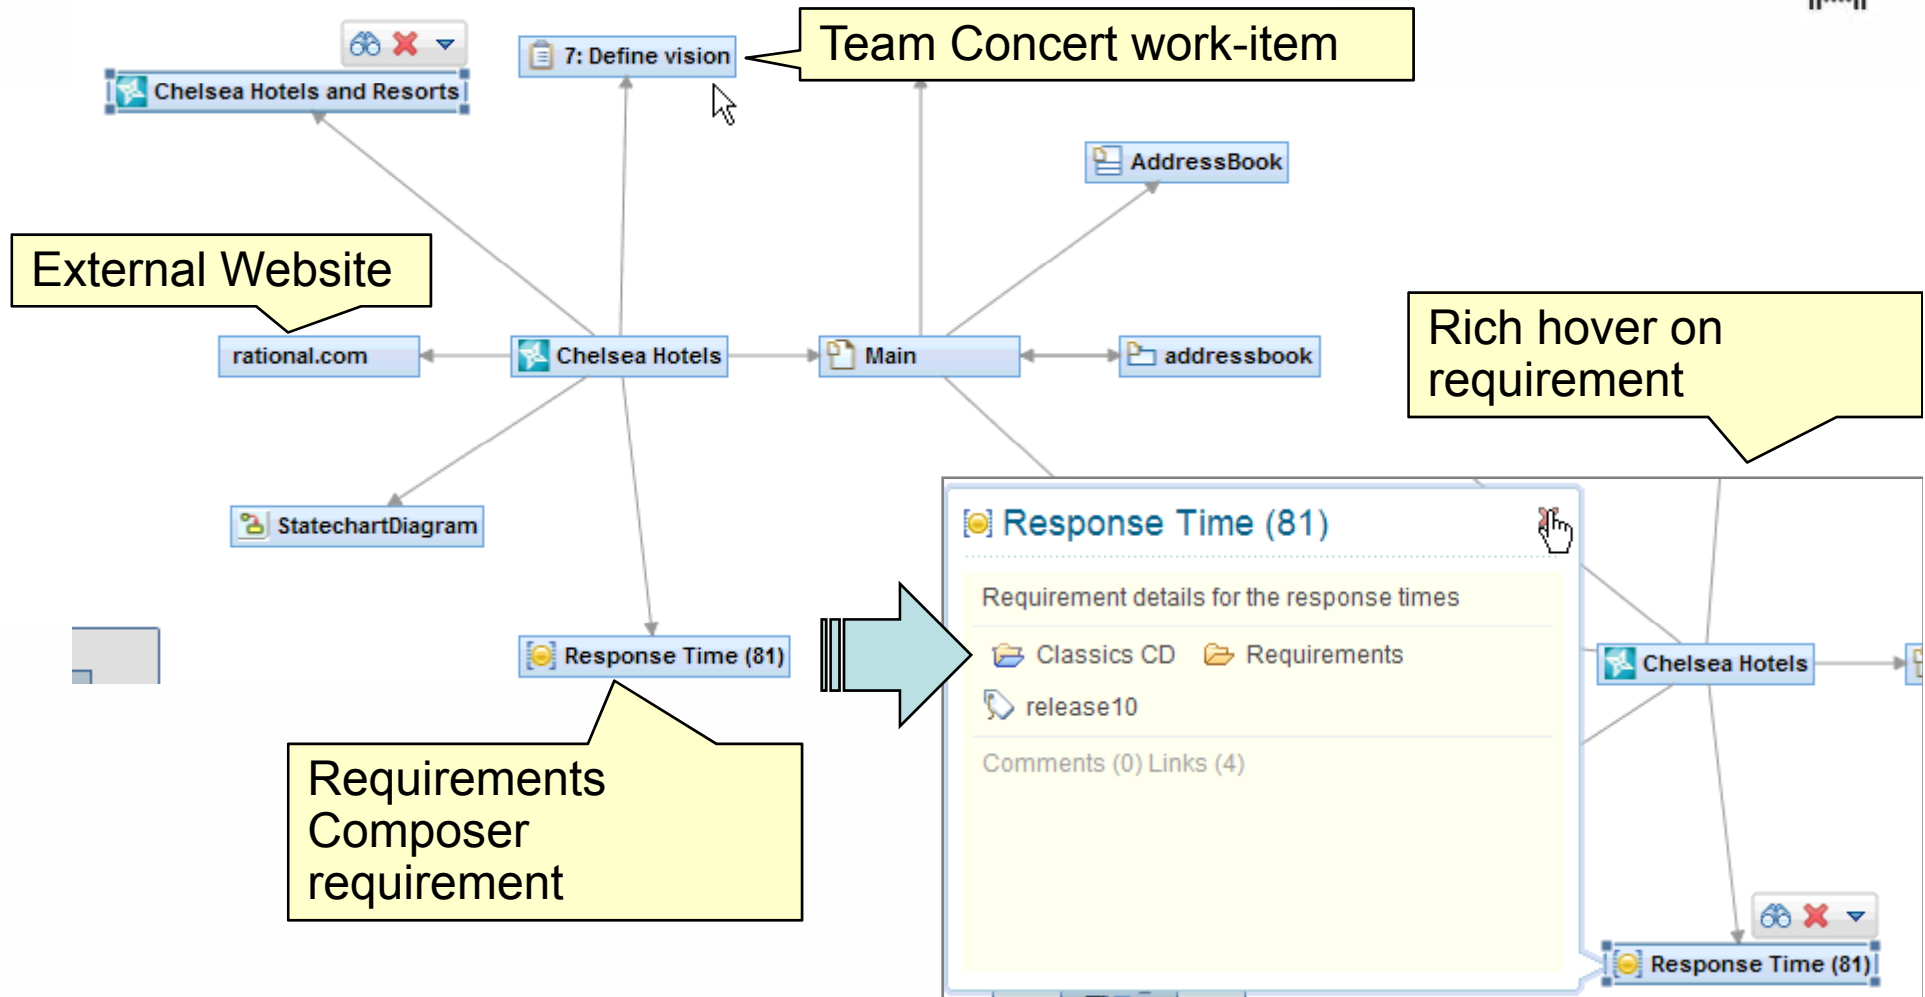 Team Concert work-item
7: Define vision
Chelsea Hotels and Resorts
AddressBook
External Website
rational.com
Chelsea Hotels
Main
addressbook
Rich hover on
requirement
StatechartDiagram
Response Time (81)
Requirements
Composer
requirement
Response Time (81)
Requirement details for the response times
Classics CD Requirements
release10
Comments (0) Links (4)
Chelsea Hotels
Response Time (81)